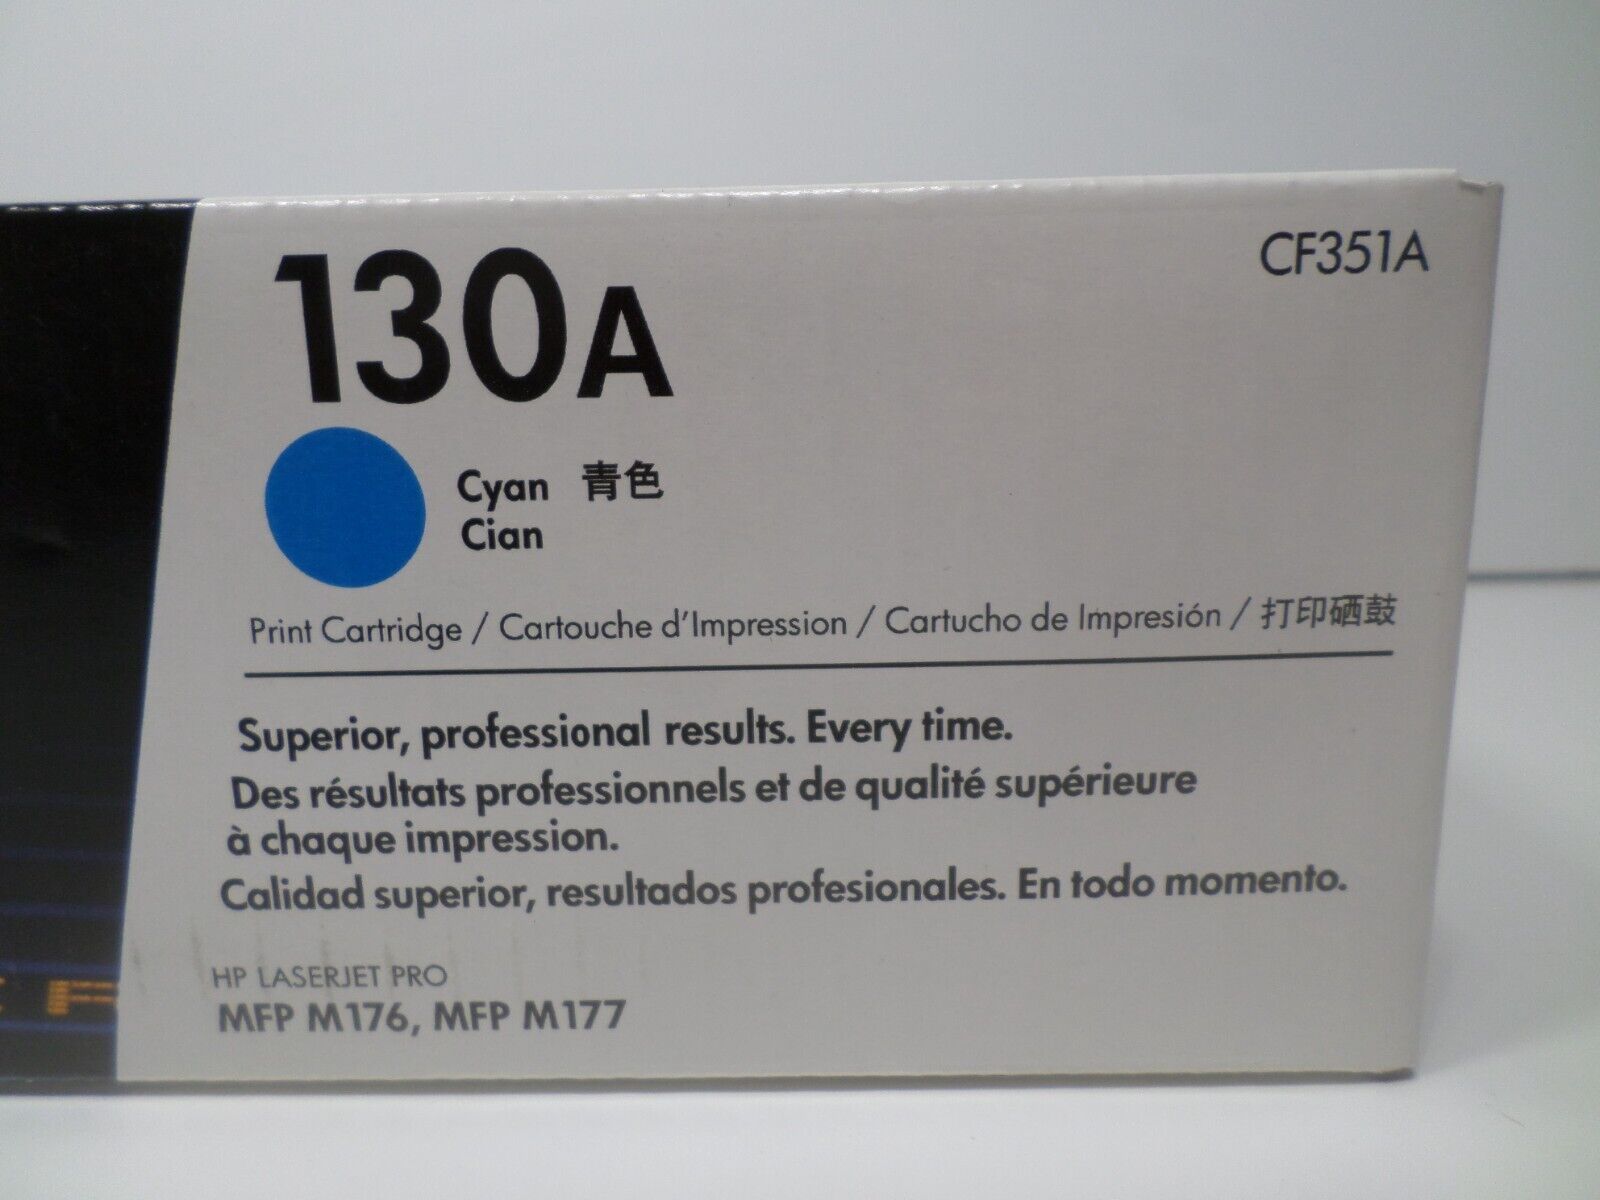 130A
CF351A
Cyan 青色
Cian
Print Cartridge / Cartouche d'Impression / Cartucho de Impresión / 打印硒鼓
Superior, professional results. Every time.
Des résultats professionnels et de qualité supérieure
à chaque impression.
Calidad superior, resultados profesionales. En todo momento.
HP LASERJET PRO
MFP M176, MFP M177